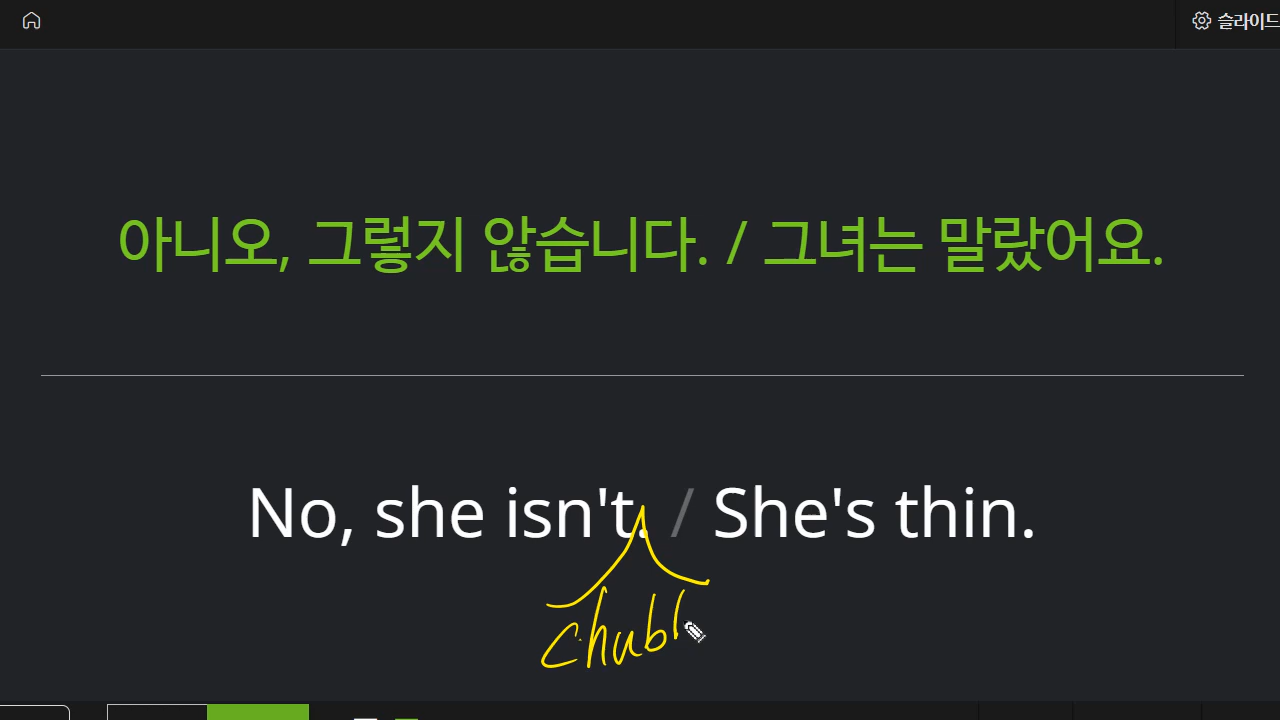 슬라이드
아니오, 그렇지 않습니다. / 그녀는 말랐어요.
No, she isn't. / She's thin.